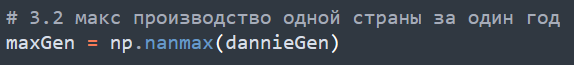 # 3.2 макс производство одной страны за один год
maxGen = np.nanmax(dannieGen)